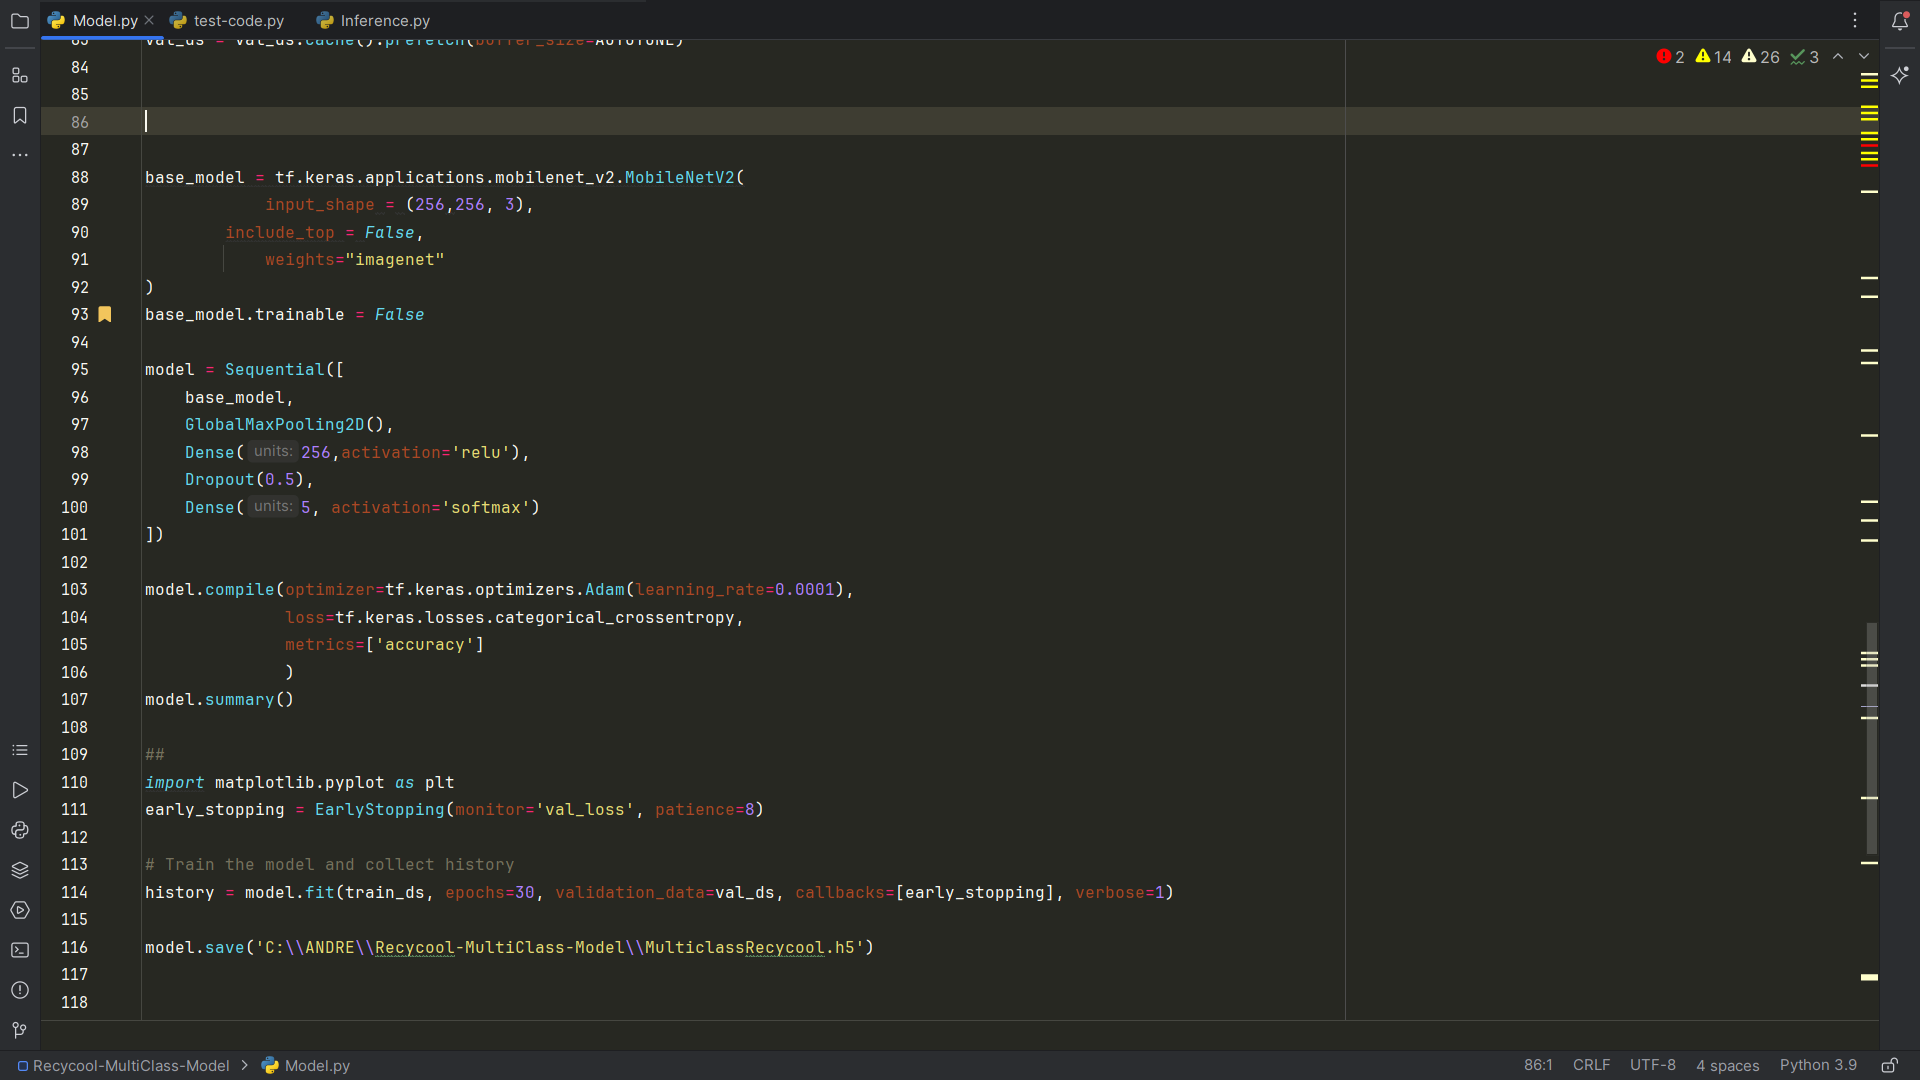 Model.py test-code.py Inference.py
83 val_ds = val_ds.cache().prefetch(buffer_size=AUTOTUNE)
2 14 26 3
84
85
86
87
88 base_model = tf.keras.applications.mobilenet_v2.MobileNetV2(
89 input_shape = (256,256, 3),
90 include_top = False,
91 weights="imagenet"
92 )
93 base_model.trainable = False
94
95 model = Sequential([
96 base_model,
97 GlobalMaxPooling2D(),
98 Dense( units: 256,activation='relu'),
99 Dropout(0.5),
100 Dense( units: 5, activation='softmax')
101 ])
102
103 model.compile(optimizer=tf.keras.optimizers.Adam(learning_rate=0.0001),
104 loss=tf.keras.losses.categorical_crossentropy,
105 metrics=['accuracy']
106 )
107 model.summary()
108
109 ##
110 import matplotlib.pyplot as plt
111 early_stopping = EarlyStopping(monitor='val_loss', patience=8)
112
113 # Train the model and collect history
114 history = model.fit(train_ds, epochs=30, validation_data=val_ds, callbacks=[early_stopping], verbose=1)
115
116 model.save('C:\\ANDRE\\Recycool-MultiClass-Model\\MulticlassRecycool.h5')
117
118
Recycool-MultiClass-Model > Model.py 86:1 CRLF UTF-8 4 spaces Python 3.9